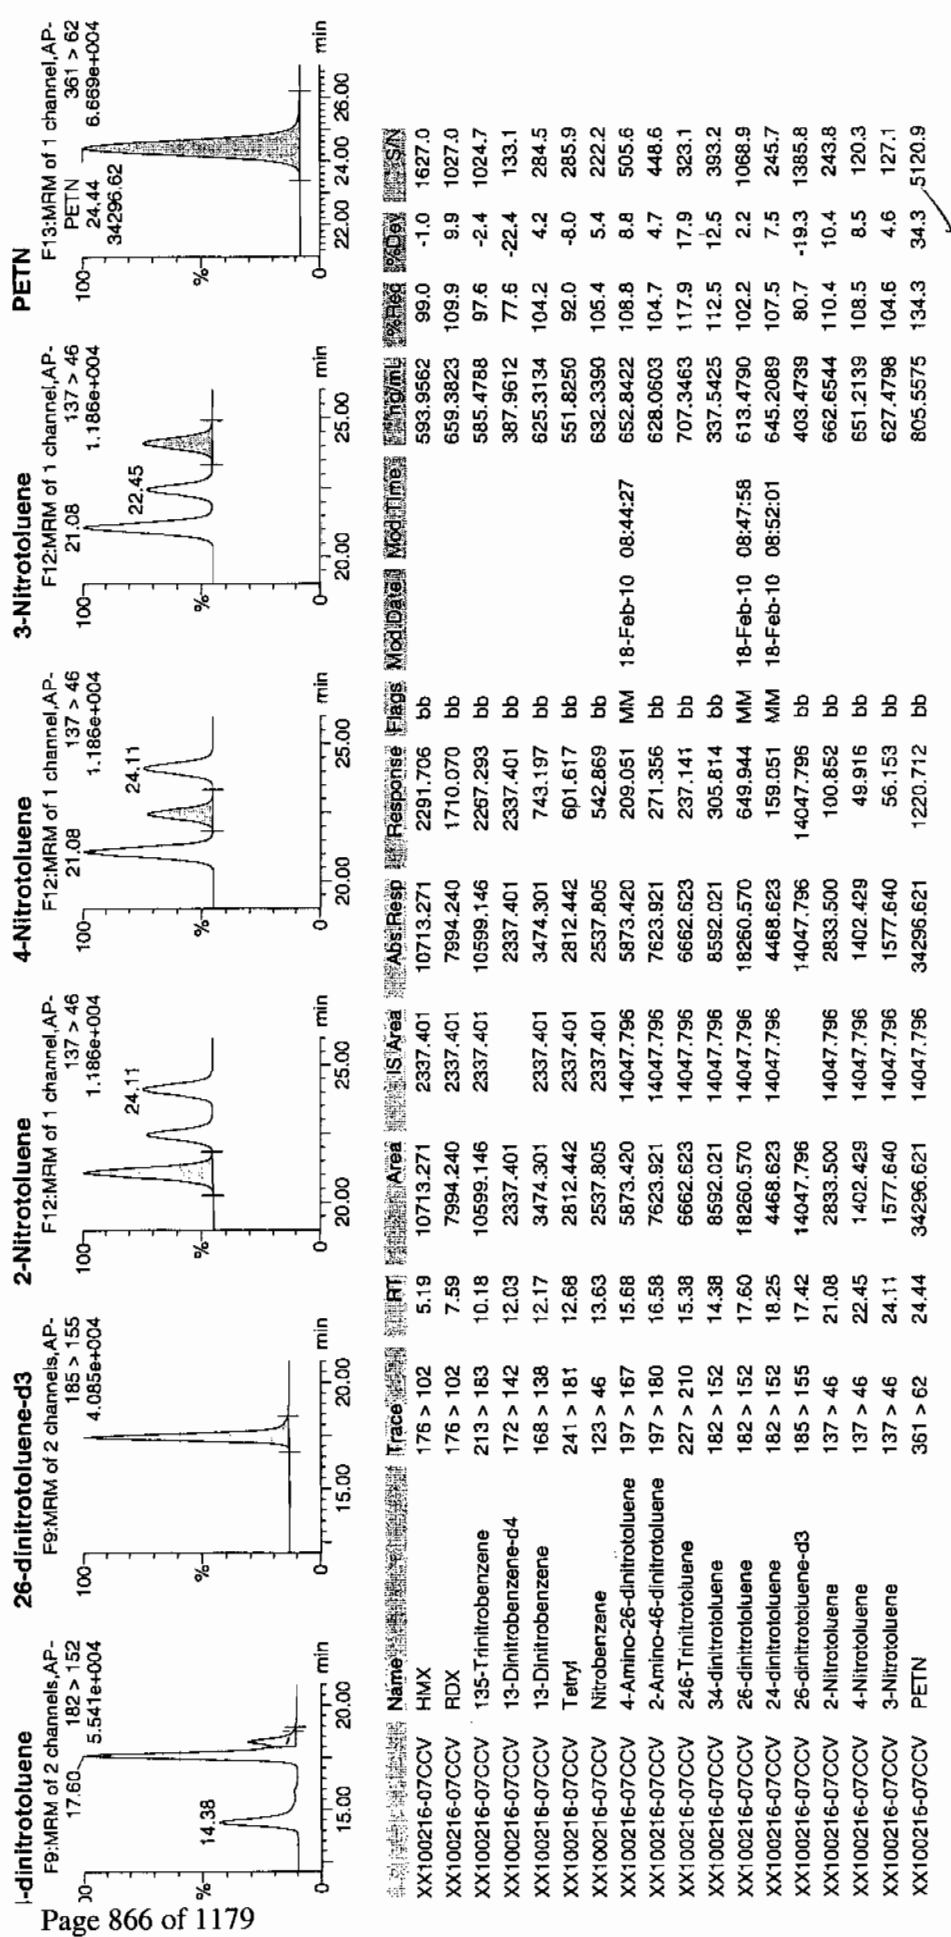 -dinitrotoluene
F9:MRM of 2 channels,AP-
182 > 152
17.60
5.541e+004
14.38
%
15.00
20.00
min
26-dinitrotoluene-d3
F9:MRM of 2 channels,AP-
185 > 155
4.085e+004
100
%
0
15.00
20.00
min
2-Nitrotoluene
F12:MRM of 1 channel,AP-
137 > 46
1.186e+004
100
24.11
%
0
20.00
25.00
min
4-Nitrotoluene
F12:MRM of 1 channel,AP-
21.08
137 > 46
1.186e+004
100
24.11
%
0
20.00
25.00
min
3-Nitrotoluene
F12:MRM of 1 channel,AP-
21.08
137 > 46
1.186e+004
100
22.45
%
0
20.00
25.00
min
PETN
F13:MRM of 1 channel,AP-
PETN
361 > 62
24.44
6.669e+004
34296.62
100
%
0
22.00
24.00
26.00
min
Name Trace RT Area IS Area Abs.Resp Response Flags Mod.Date Mod.Time ng/mL %Rec %Dev S/N
XX100216-07CCV HMX 176 > 102 5.19 10713.271 2337.401 10713.271 2291.706 bb 593.9562 99.0 -1.0 1627.0
XX100216-07CCV RDX 176 > 102 7.59 7994.240 2337.401 7994.240 1710.070 bb 659.3823 109.9 9.9 1027.0
XX100216-07CCV 135-Trinitrobenzene 213 > 183 10.18 10599.146 2337.401 10599.146 2267.293 bb 585.4788 97.6 -2.4 1024.7
XX100216-07CCV 13-Dinitrobenzene-d4 172 > 142 12.03 2337.401 2337.401 2337.401 bb 387.9612 77.6 -22.4 133.1
XX100216-07CCV 13-Dinitrobenzene 168 > 138 12.17 3474.301 2337.401 3474.301 743.197 bb 625.3134 104.2 4.2 284.5
XX100216-07CCV Tetryl 241 > 181 12.68 2812.442 2337.401 2812.442 601.617 bb 551.8250 92.0 -8.0 285.9
XX100216-07CCV Nitrobenzene 123 > 46 13.63 2537.805 2337.401 2537.805 542.869 bb 632.3390 105.4 5.4 222.2
XX100216-07CCV 4-Amino-26-dinitrotoluene 197 > 167 15.68 5873.420 14047.796 5873.420 209.051 MM 18-Feb-10 08:44:27 652.8422 108.8 8.8 505.6
XX100216-07CCV 2-Amino-46-dinitrotoluene 197 > 180 16.58 7623.921 14047.796 7623.921 271.356 bb 628.0603 104.7 4.7 448.6
XX100216-07CCV 246-Trinitrotoluene 227 > 210 15.38 6662.623 14047.796 6662.623 237.141 bb 707.3463 117.9 17.9 323.1
XX100216-07CCV 34-dinitrotoluene 182 > 152 14.38 8592.021 14047.796 8592.021 305.814 bb 337.5425 112.5 12.5 393.2
XX100216-07CCV 26-dinitrotoluene 182 > 152 17.60 18260.570 14047.796 18260.570 649.944 MM 18-Feb-10 08:47:58 613.4790 102.2 2.2 1068.9
XX100216-07CCV 24-dinitrotoluene 182 > 152 18.25 4468.623 14047.796 4468.623 159.051 MM 18-Feb-10 08:52:01 645.2089 107.5 7.5 245.7
XX100216-07CCV 26-dinitrotoluene-d3 185 > 155 17.42 14047.796 14047.796 14047.796 bb 403.4739 80.7 -19.3 1385.8
XX100216-07CCV 2-Nitrotoluene 137 > 46 21.08 2833.500 14047.796 2833.500 100.852 bb 662.6544 110.4 10.4 243.8
XX100216-07CCV 4-Nitrotoluene 137 > 46 22.45 1402.429 14047.796 1402.429 49.916 bb 651.2139 108.5 8.5 120.3
XX100216-07CCV 3-Nitrotoluene 137 > 46 24.11 1577.640 14047.796 1577.640 56.153 bb 627.4798 104.6 4.6 127.1
XX100216-07CCV PETN 361 > 62 24.44 34296.621 14047.796 34296.621 1220.712 bb 805.5575 134.3 34.3 5120.9
Page 866 of 1179